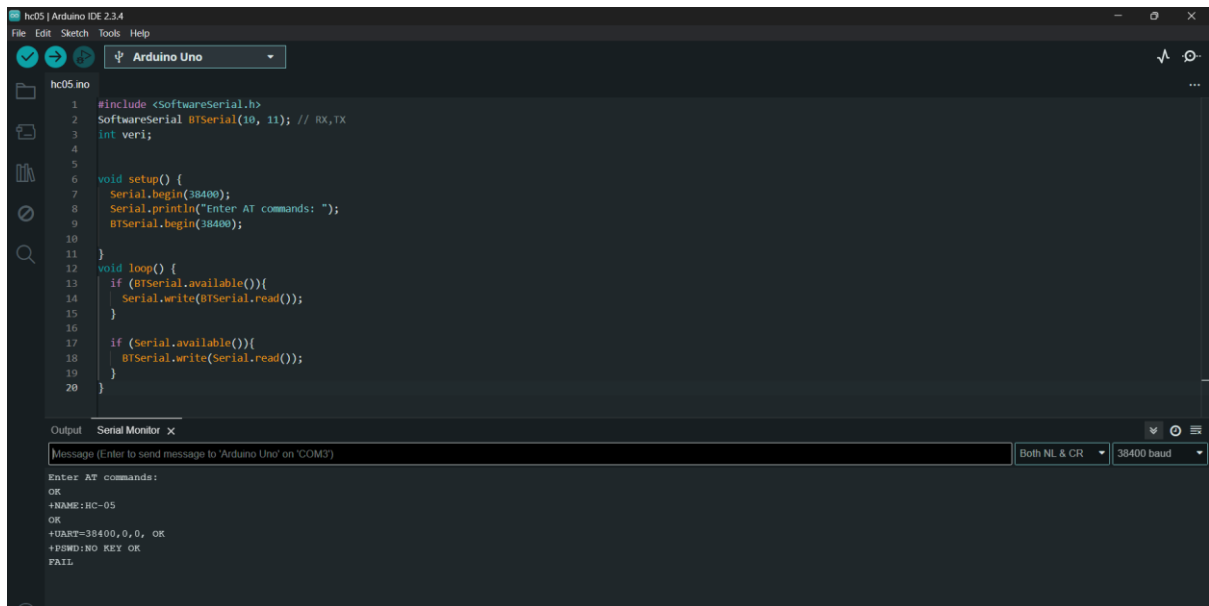 hc05 | Arduino IDE 2.3.4
File Edit Sketch Tools Help
Arduino Uno
hc05.ino
...
1 #include <SoftwareSerial.h>
2 SoftwareSerial BTSerial(10, 11); // RX,TX
3 int veri;
4
5
6 void setup() {
7 Serial.begin(38400);
8 Serial.println("Enter AT commands: ");
9 BTSerial.begin(38400);
10
11 }
12 void loop() {
13 if (BTSerial.available()){
14 Serial.write(BTSerial.read());
15 }
16
17 if (Serial.available()){
18 BTSerial.write(Serial.read());
19 }
20 }
Output Serial Monitor x
Message (Enter to send message to 'Arduino Uno' on 'COM3') Both NL & CR 38400 baud
Enter AT commands:
OK
+NAME:HC-05
OK
+UART=38400,0,0, OK
+PSWD:NO KEY OK
FAIL